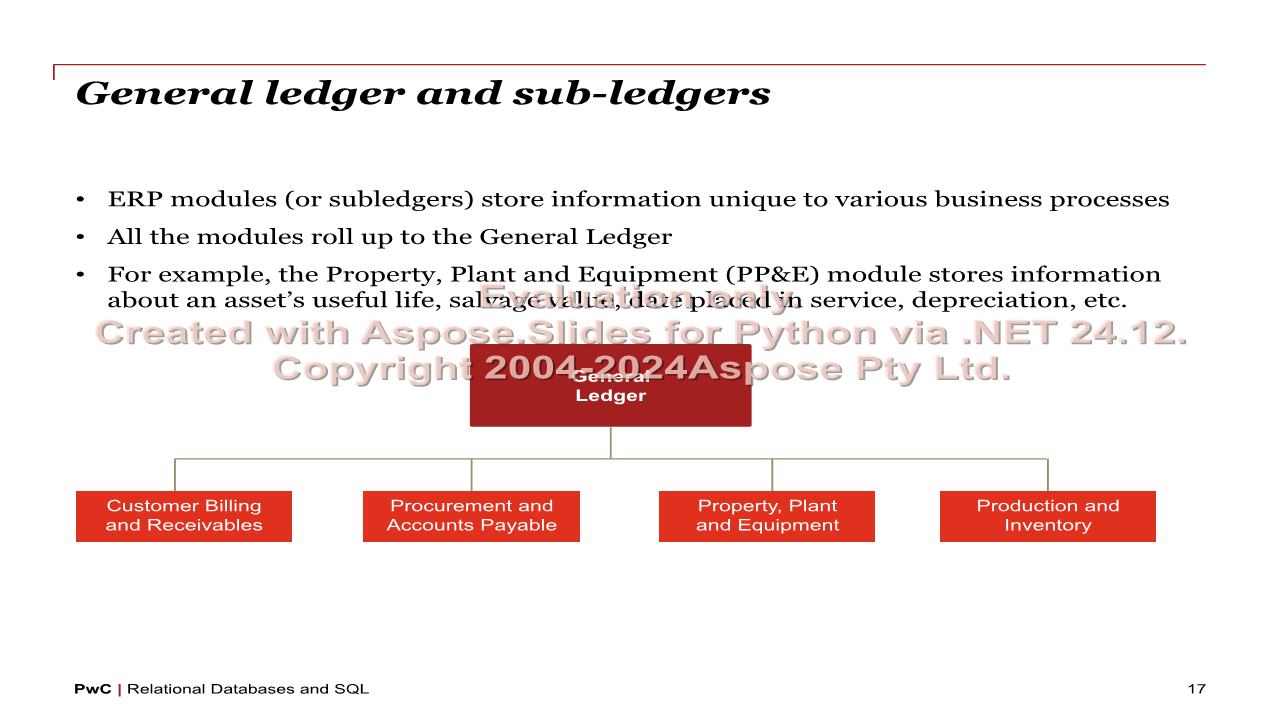 General ledger and sub-ledgers
• ERP modules (or subledgers) store information unique to various business processes
• All the modules roll up to the General Ledger
• For example, the Property, Plant and Equipment (PP&E) module stores information
about an asset’s useful life, salvage value, date placed in service, depreciation, etc.
Evaluation only.
Created with Aspose.Slides for Python via .NET 24.12.
Copyright 2004-2024Aspose Pty Ltd.
General
Ledger
Customer Billing
and Receivables
Procurement and
Accounts Payable
Property, Plant
and Equipment
Production and
Inventory
PwC | Relational Databases and SQL
17